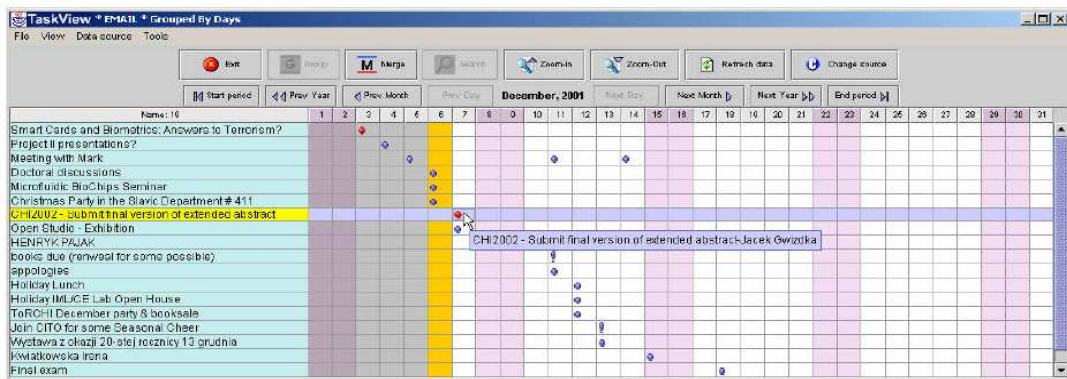 TaskView * EMAIL * Grouped By Days
File View Data source Tools
Exit Group M Merge Search Zoom-In Zoom-Out Refresh data Change source
Start period Prev Year Prev Month Prev Day December, 2001 Next Day Next Month Next Year End period
Name: 18 1 2 3 4 5 6 7 8 9 10 11 12 13 14 15 16 17 18 19 20 21 22 23 24 25 26 27 28 29 30 31
Smart Cards and Biometrics: Answers to Terrorism?
Project II presentations?
Meeting with Mark
Doctoral discussions
Microfluidic BioChips Seminar
Christmas Party in the Slavic Department # 411
CHI2002 - Submit final version of extended abstract
Open Studio - Exhibition
CHI2002 - Submit final version of extended abstract-Jacek Gwizdka
HENRYK PAJAK
books due (renweal for some possible)
appologies
Holiday Lunch
Holiday IML/CE Lab Open House
ToRCHI December party & booksale
Join CITO for some Seasonal Cheer
Wystawa z okazji 20-stej rocznicy 13 grudnia
Kwiatkowska Irena
Final exam